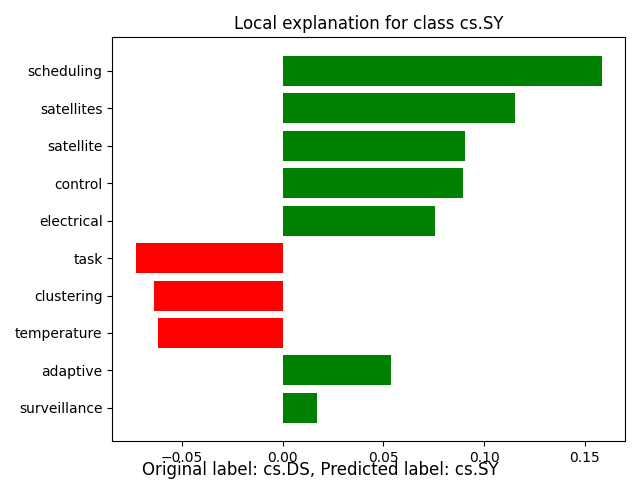 Local explanation for class cs.SY
scheduling
satellites
satellite
control
electrical
task
clustering
temperature
adaptive
surveillance
−0.05 0.00 0.05 0.10 0.15
Original label: cs.DS, Predicted label: cs.SY